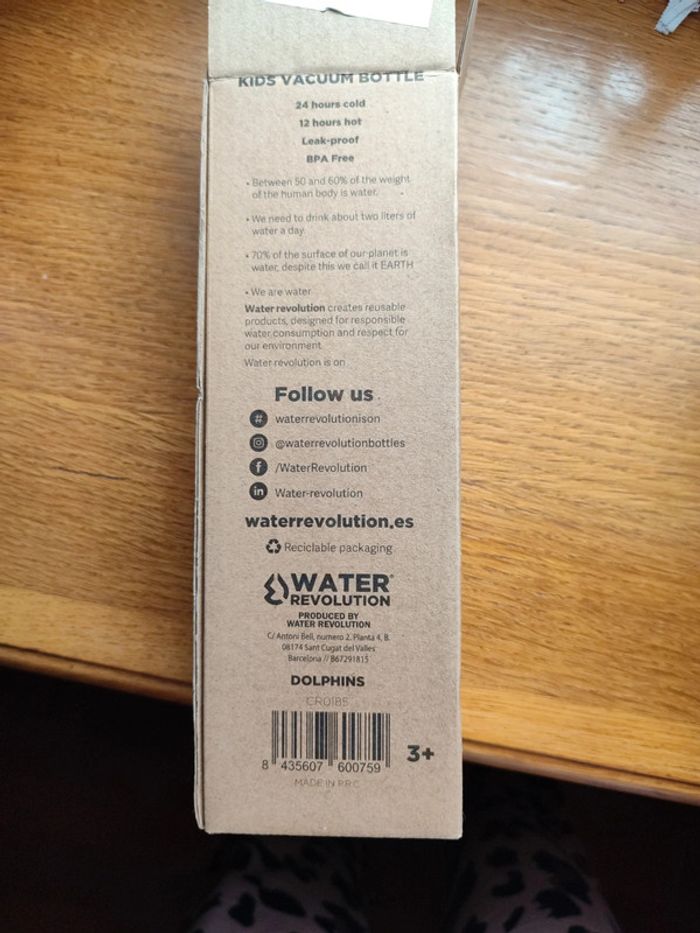 KIDS VACUUM BOTTLE
24 hours cold
12 hours hot
Leak-proof
BPA Free
• Between 50 and 60% of the weight
of the human body is water.
• We need to drink about two liters of
water a day.
• 70% of the surface of our planet is
water, despite this we call it EARTH
• We are water
Water revolution creates reusable
products, designed for responsible
water consumption and respect for
our environment
Water revolution is on
Follow us
# waterrevolutionison
@waterrevolutionbottles
f /WaterRevolution
in Water-revolution
waterrevolution.es
Reciclable packaging
WATER®
REVOLUTION
PRODUCED BY
WATER REVOLUTION
C/ Antoni Bell, numero 2, Planta 4, B.
08174 Sant Cugat del Valles
Barcelona // B67291815
DOLPHINS
CR0185
8 435607 600759
3+
MADE IN P.R.C